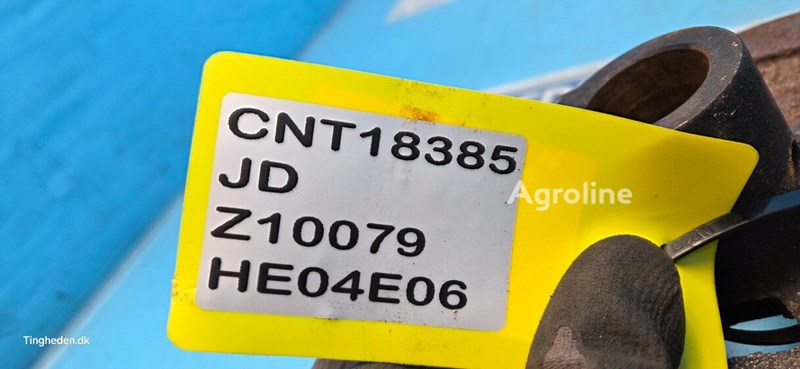 CNT18385
JD
Z10079
HE04E06
Agroline
Tingheden.dk